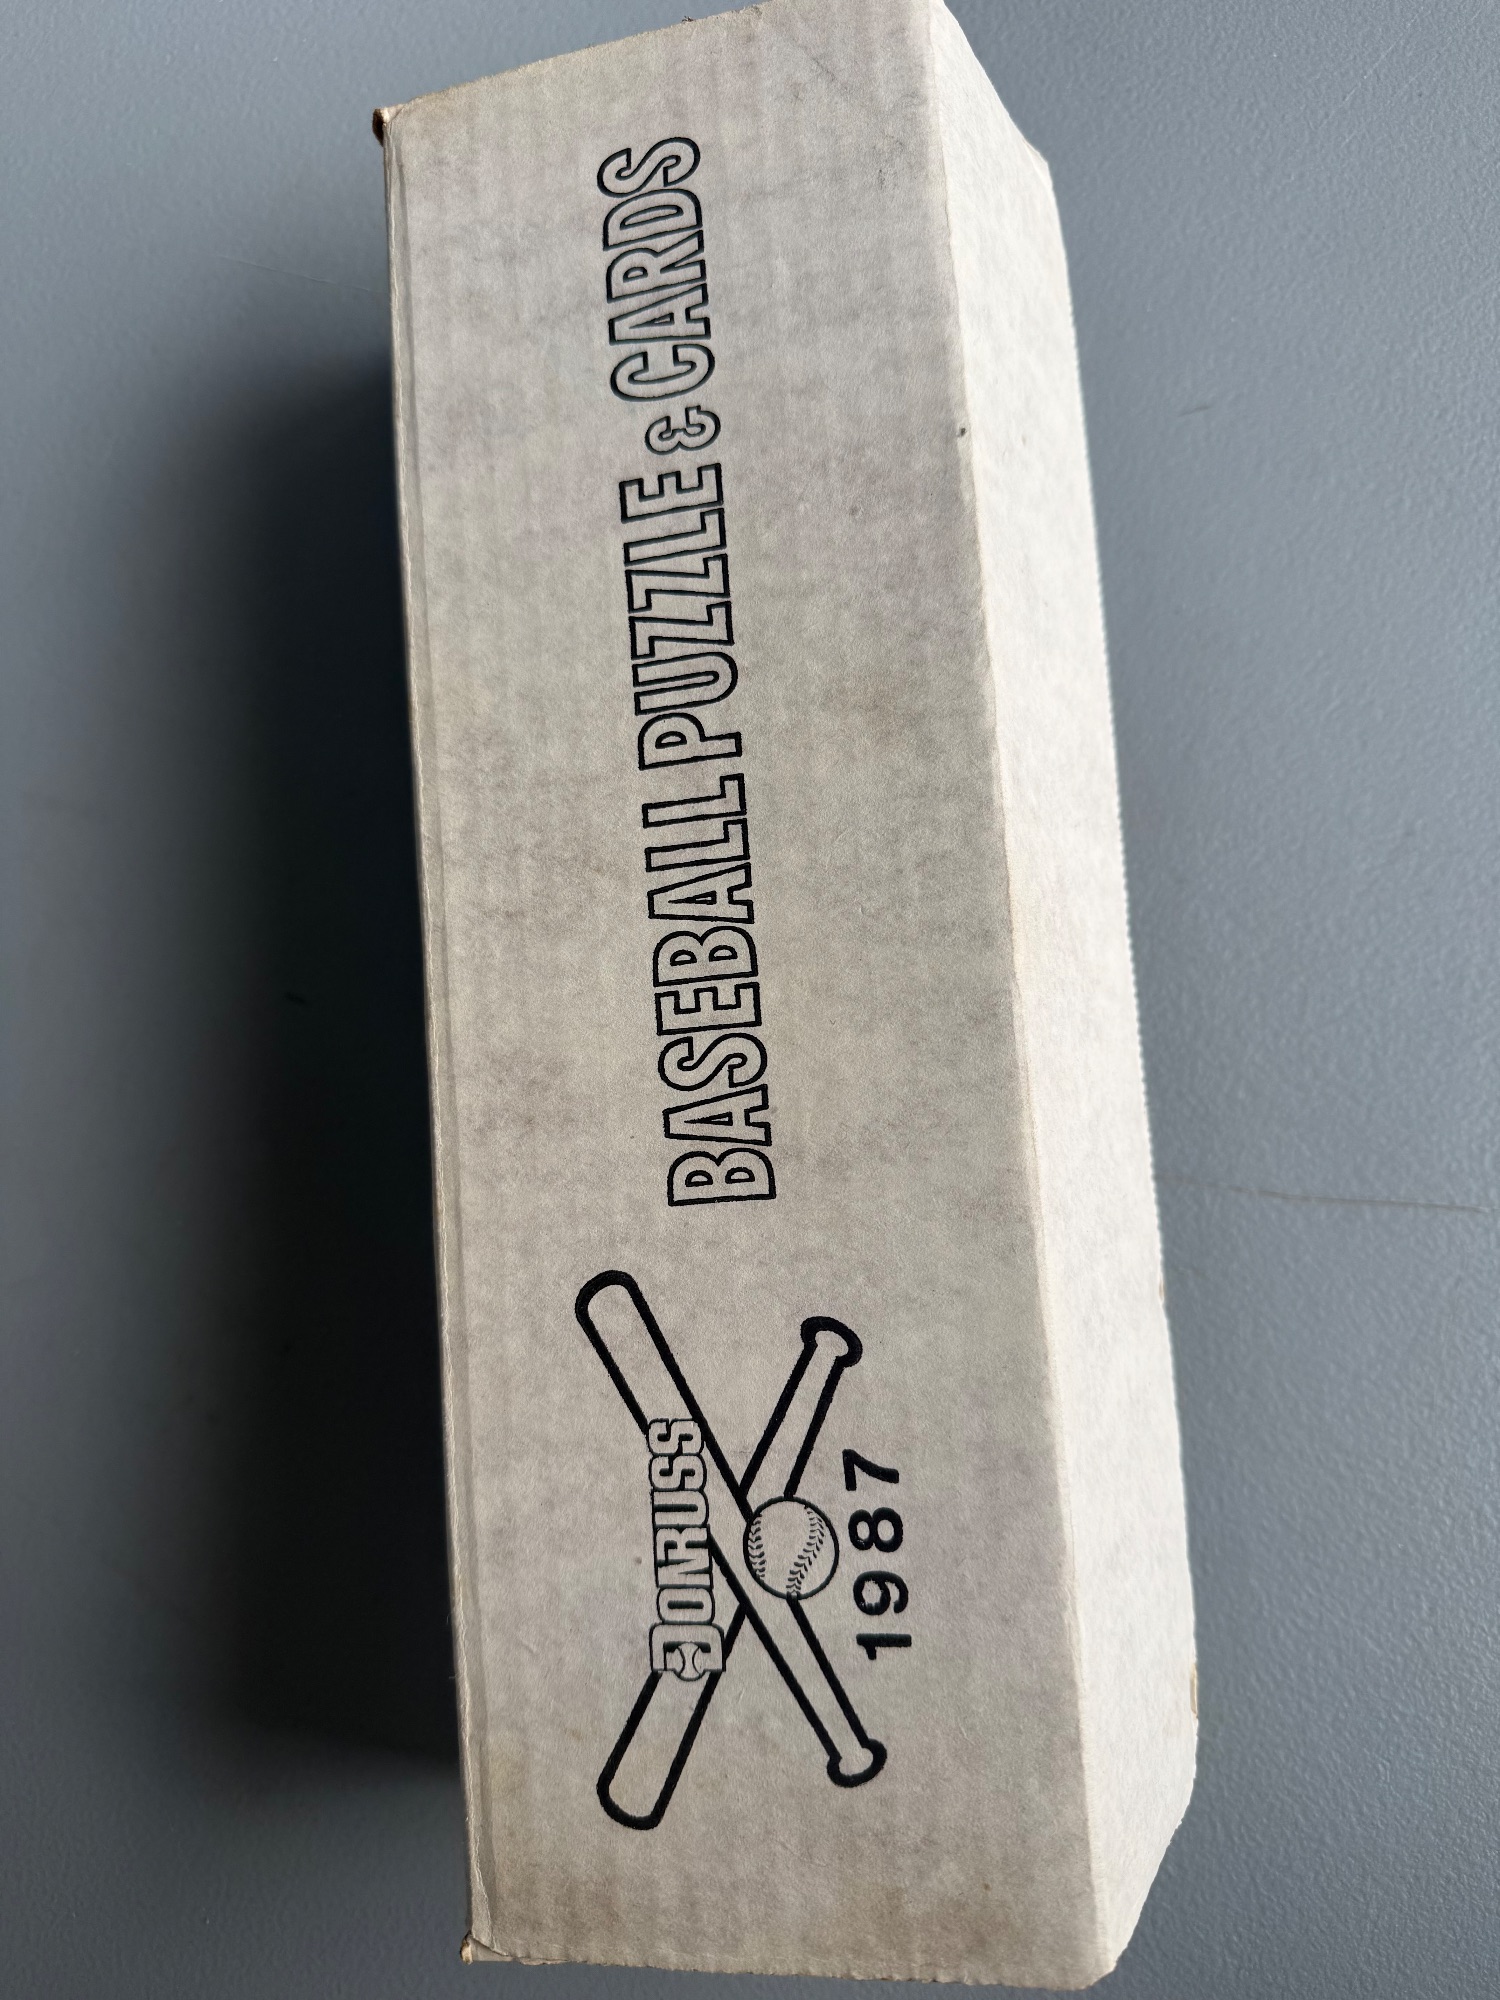 DONRUSS
1987
BASEBALL PUZZLE & CARDS